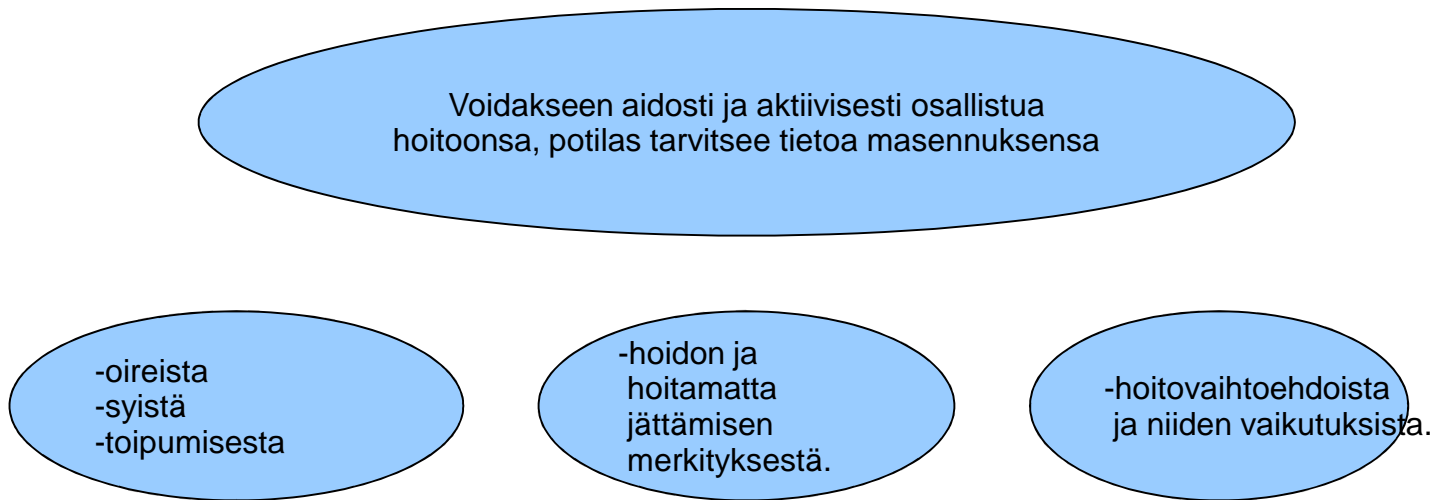 Voidakseen aidosti ja aktiivisesti osallistua
hoitoonsa, potilas tarvitsee tietoa masennuksensa
-oireista
-syistä
-toipumisesta
-hoidon ja
hoitamatta
jättämisen
merkityksestä.
-hoitovaihtoehdoista
ja niiden vaikutuksista.